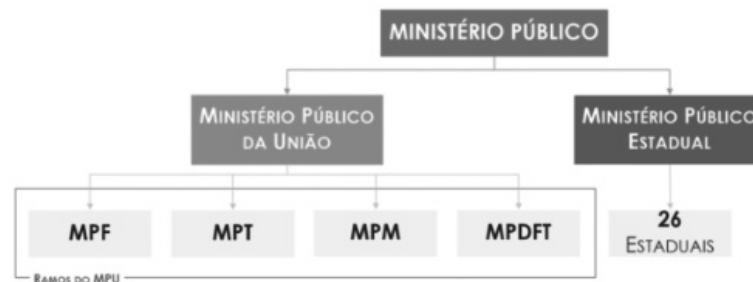 MINISTÉRIO PÚBLICO
MINISTÉRIO PÚBLICO
DA UNIÃO
MINISTÉRIO PÚBLICO
ESTADUAL
MPF
MPT
MPM
MPDFT
26
ESTADUAIS
RAMOS DO MPU